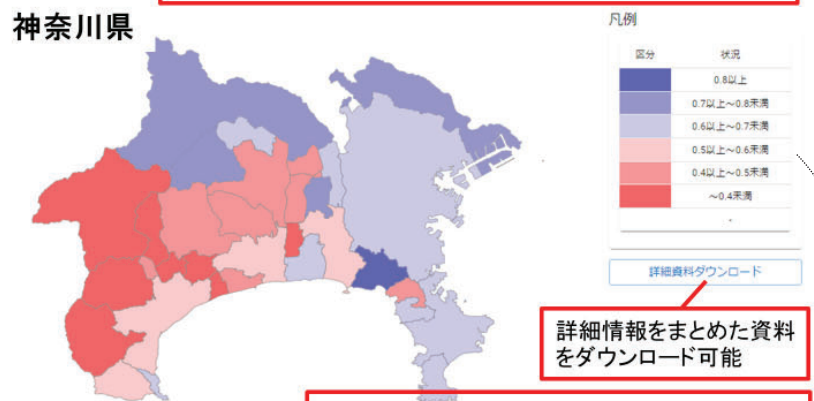 神奈川県
凡例
区分 状況
0.8以上
0.7以上～0.8未満
0.6以上～0.7未満
0.5以上～0.6未満
0.4以上～0.5未満
～0.4未満
-
詳細資料ダウンロード
詳細情報をまとめた資料
をダウンロード可能